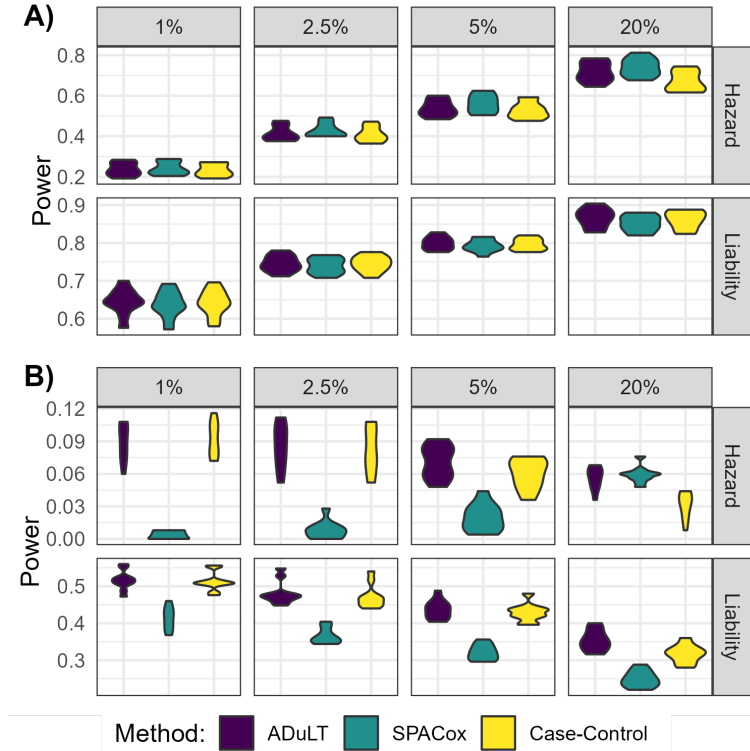 A)
1% 2.5% 5% 20%
0.8
0.6
0.4
0.2
Hazard
Power
0.9
0.8
0.7
0.6
Liability
B)
1% 2.5% 5% 20%
0.12
0.09
0.06
0.03
0.00
Hazard
Power
0.5
0.4
0.3
Liability
Method: ADuLT SPACox Case-Control